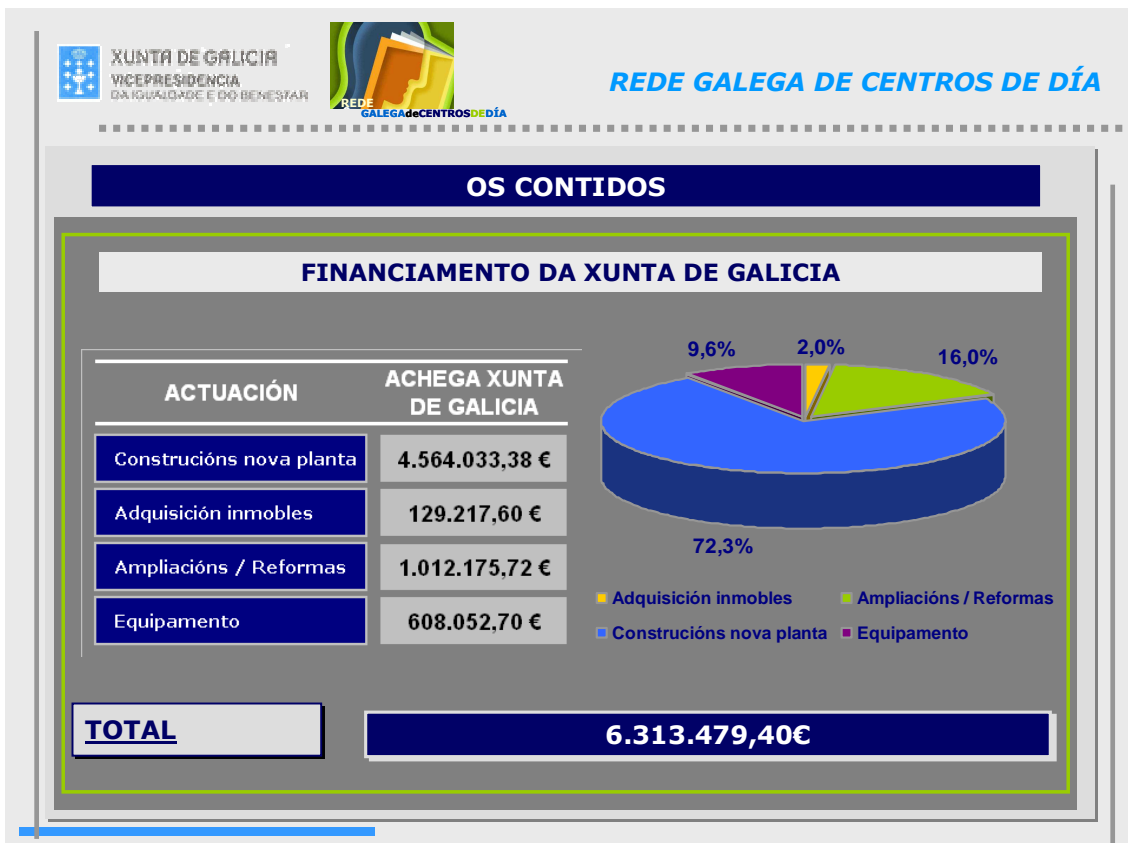 XUNTA DE GALICIA
VICEPRESIDENCIA
DA IGUALDADE E DO BENESTAR
REDE
GALEGAdeCENTROSDEDÍA
REDE GALEGA DE CENTROS DE DÍA
OS CONTIDOS
FINANCIAMENTO DA XUNTA DE GALICIA
ACTUACIÓN
ACHEGA XUNTA
DE GALICIA
Construcións nova planta
4.564.033,38 €
Adquisición inmobles
129.217,60 €
Ampliacións / Reformas
1.012.175,72 €
Equipamento
608.052,70 €
9,6%
2,0%
16,0%
72,3%
Adquisición inmobles
Ampliacións / Reformas
Construcións nova planta
Equipamento
TOTAL
6.313.479,40€